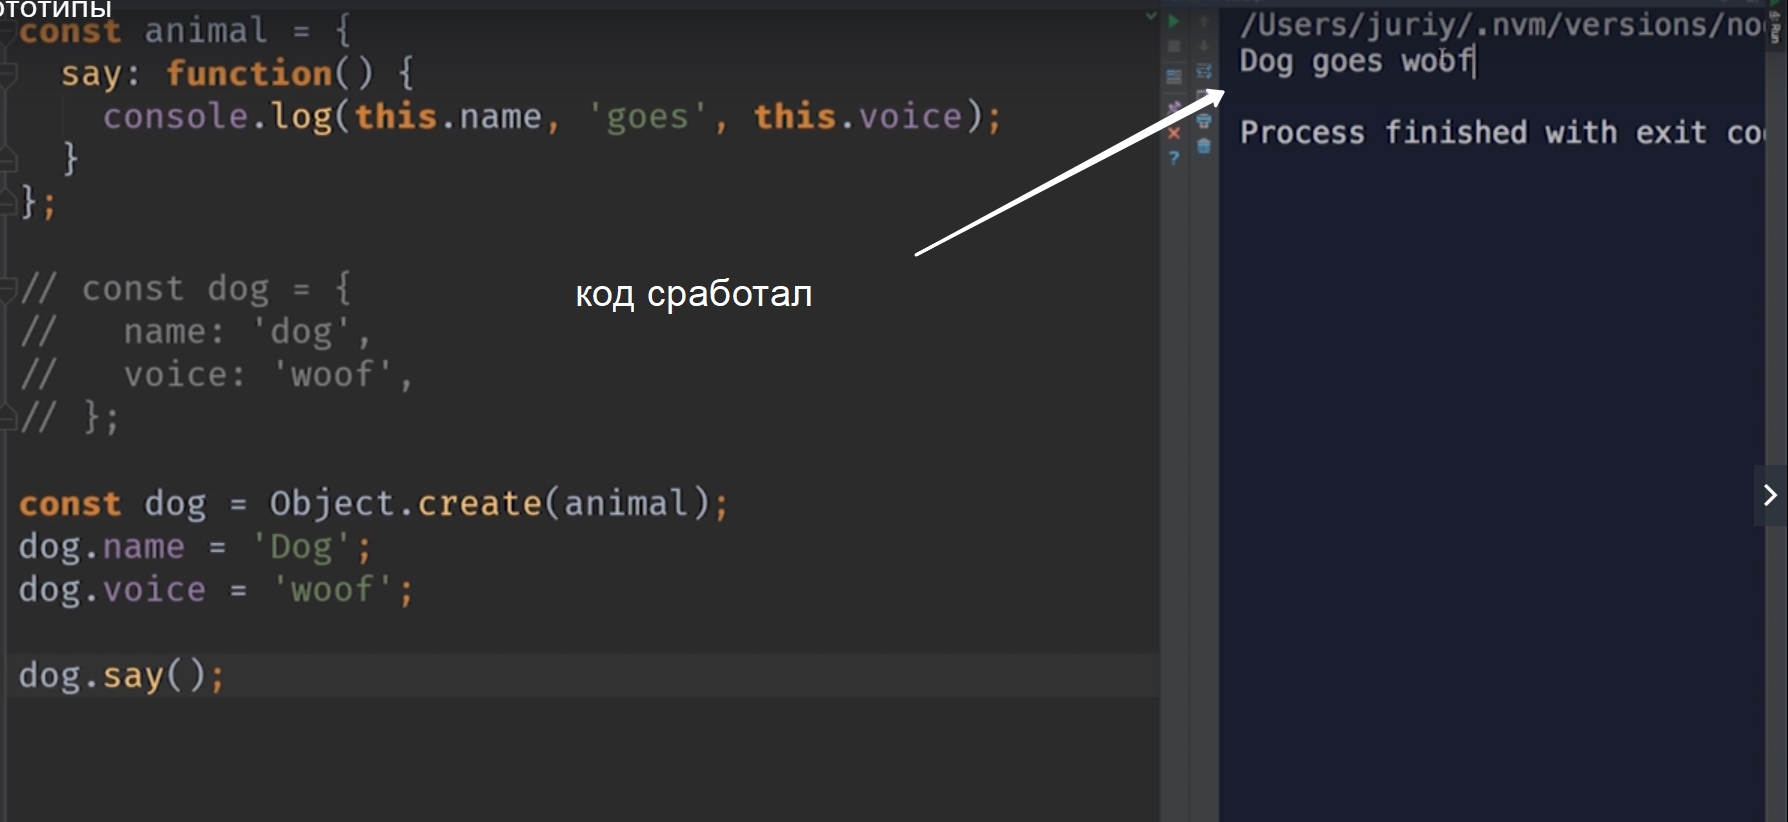 const animal = {
say: function() {
console.log(this.name, 'goes', this.voice);
}
};
// const dog = {
//   name: 'dog',
//   voice: 'woof',
// };
const dog = Object.create(animal);
dog.name = 'Dog';
dog.voice = 'woof';
dog.say();
код сработал
/Users/juriy/.nvm/versions/no
Dog goes woof
Process finished with exit co
?
Run